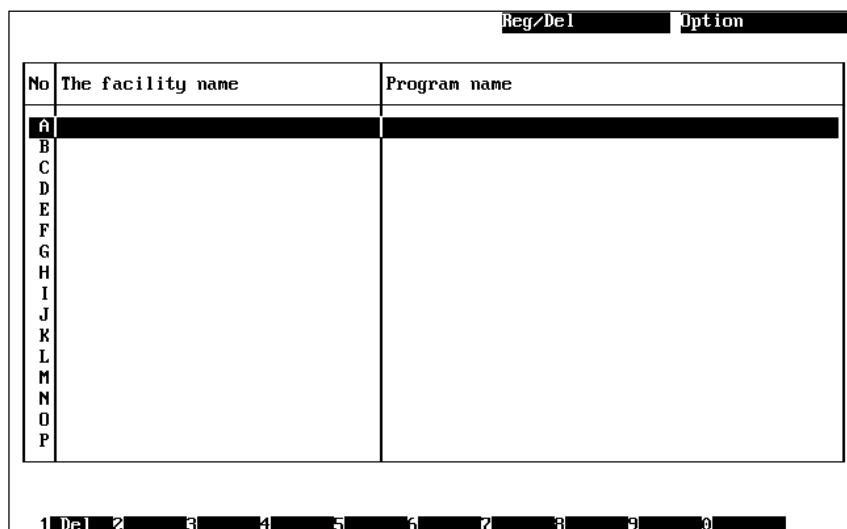 Reg/Del Option
No The facility name Program name
A
B
C
D
E
F
G
H
I
J
K
L
M
N
O
P
1 Del 2 3 4 5 6 7 8 9 0